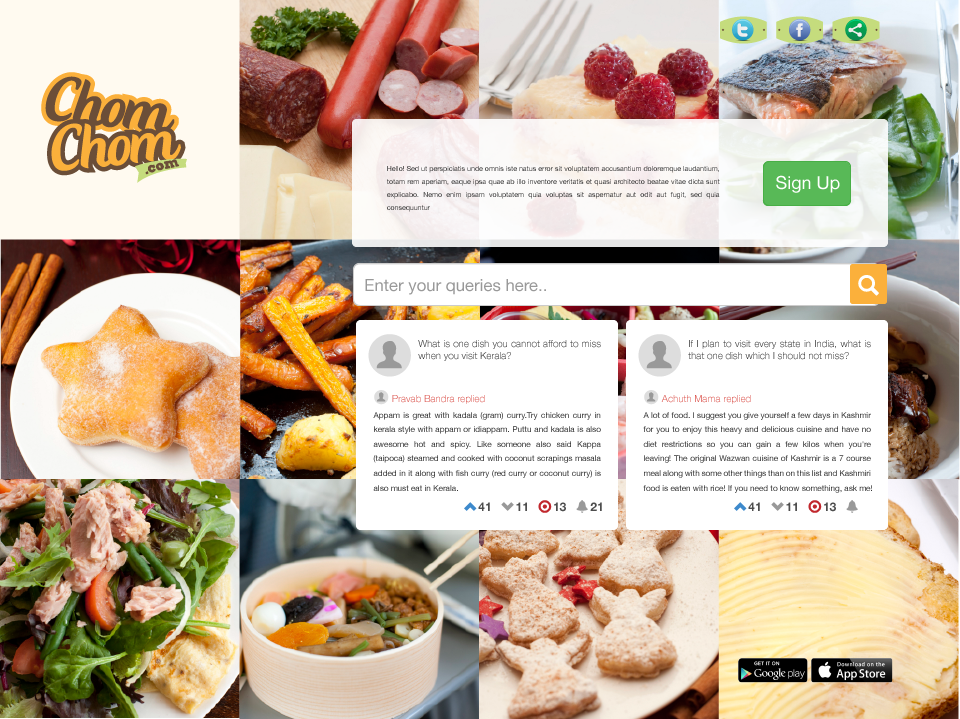 Chom
Chom
.com
Hello! Sed ut perspiciatis unde omnis iste natus error sit voluptatem accusantium doloremque laudantium,
totam rem aperiam, eaque ipsa quae ab illo inventore veritatis et quasi architecto beatae vitae dicta sunt
explicabo. Nemo enim ipsam voluptatem quia voluptas sit aspernatur aut odit aut fugit, sed quia
consequuntur
Sign Up
Enter your queries here..
What is one dish you cannot afford to miss
when you visit Kerala?
Pravab Bandra replied
Appam is great with kadala (gram) curry.Try chicken curry in
kerala style with appam or idiappam. Puttu and kadala is also
awesome hot and spicy. Like someone also said Kappa
(taipoca) steamed and cooked with coconut scrapings masala
added in it along with fish curry (red curry or coconut curry) is
also must eat in Kerala.
41 11 13 21
If I plan to visit every state in India, what is
that one dish which I should not miss?
Achuth Mama replied
A lot of food. I suggest you give yourself a few days in Kashmir
for you to enjoy this heavy and delicious cuisine and have no
diet restrictions so you can gain a few kilos when you're
leaving! The original Wazwan cuisine of Kashmir is a 7 course
meal along with some other things than on this list and Kashmiri
food is eaten with rice! If you need to know something, ask me!
41 11 13
GET IT ON
Google play
Download on the
App Store